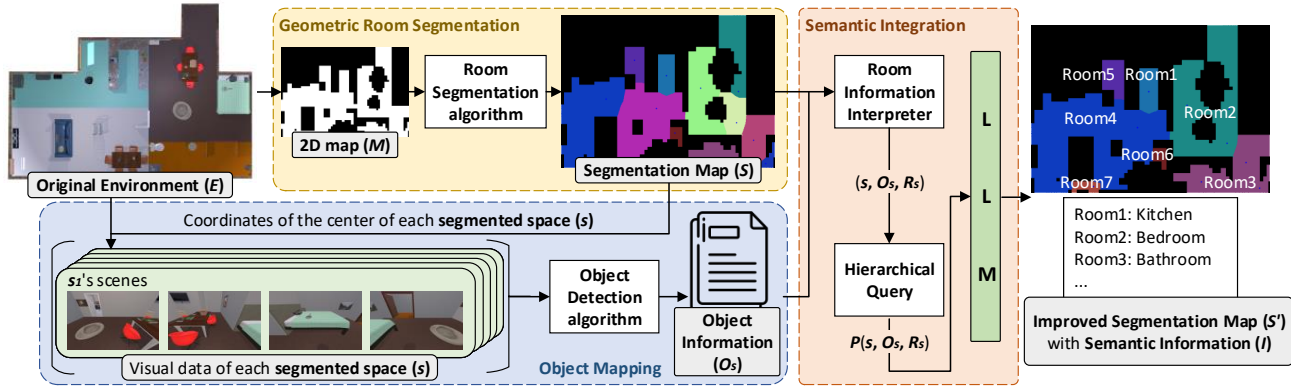 Geometric Room Segmentation
Semantic Integration
Room
Segmentation
algorithm
2D map (M)
Segmentation Map (S)
Original Environment (E)
Coordinates of the center of each segmented space (s)
s1's scenes
Visual data of each segmented space (s)
Object
Detection
algorithm
Object
Information (Os)
Object Mapping
Room
Information
Interpreter
(s, Os, Rs)
Hierarchical
Query
P(s, Os, Rs)
L
L
M
Room5
Room1
Room2
Room4
Room6
Room7
Room3
Room1: Kitchen
Room2: Bedroom
Room3: Bathroom
...
Improved Segmentation Map (S')
with Semantic Information (I)